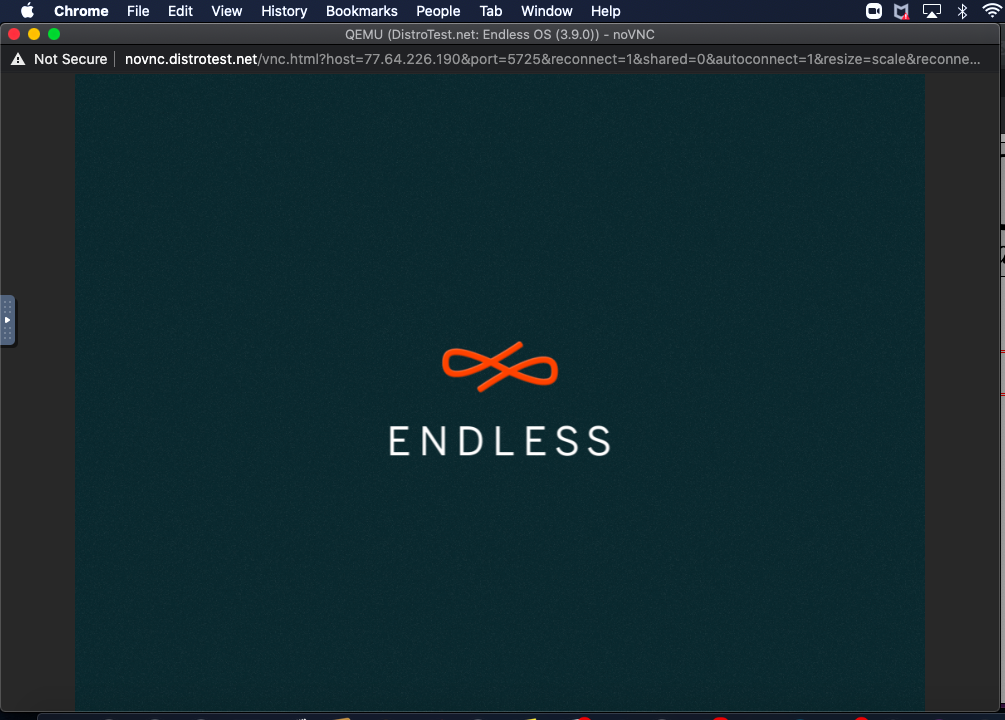 Chrome File Edit View History Bookmarks People Tab Window Help
QEMU (DistroTest.net: Endless OS (3.9.0)) - noVNC
Not Secure novnc.distrotest.net/vnc.html?host=77.64.226.190&port=5725&reconnect=1&shared=0&autoconnect=1&resize=scale&reconne...
ENDLESS